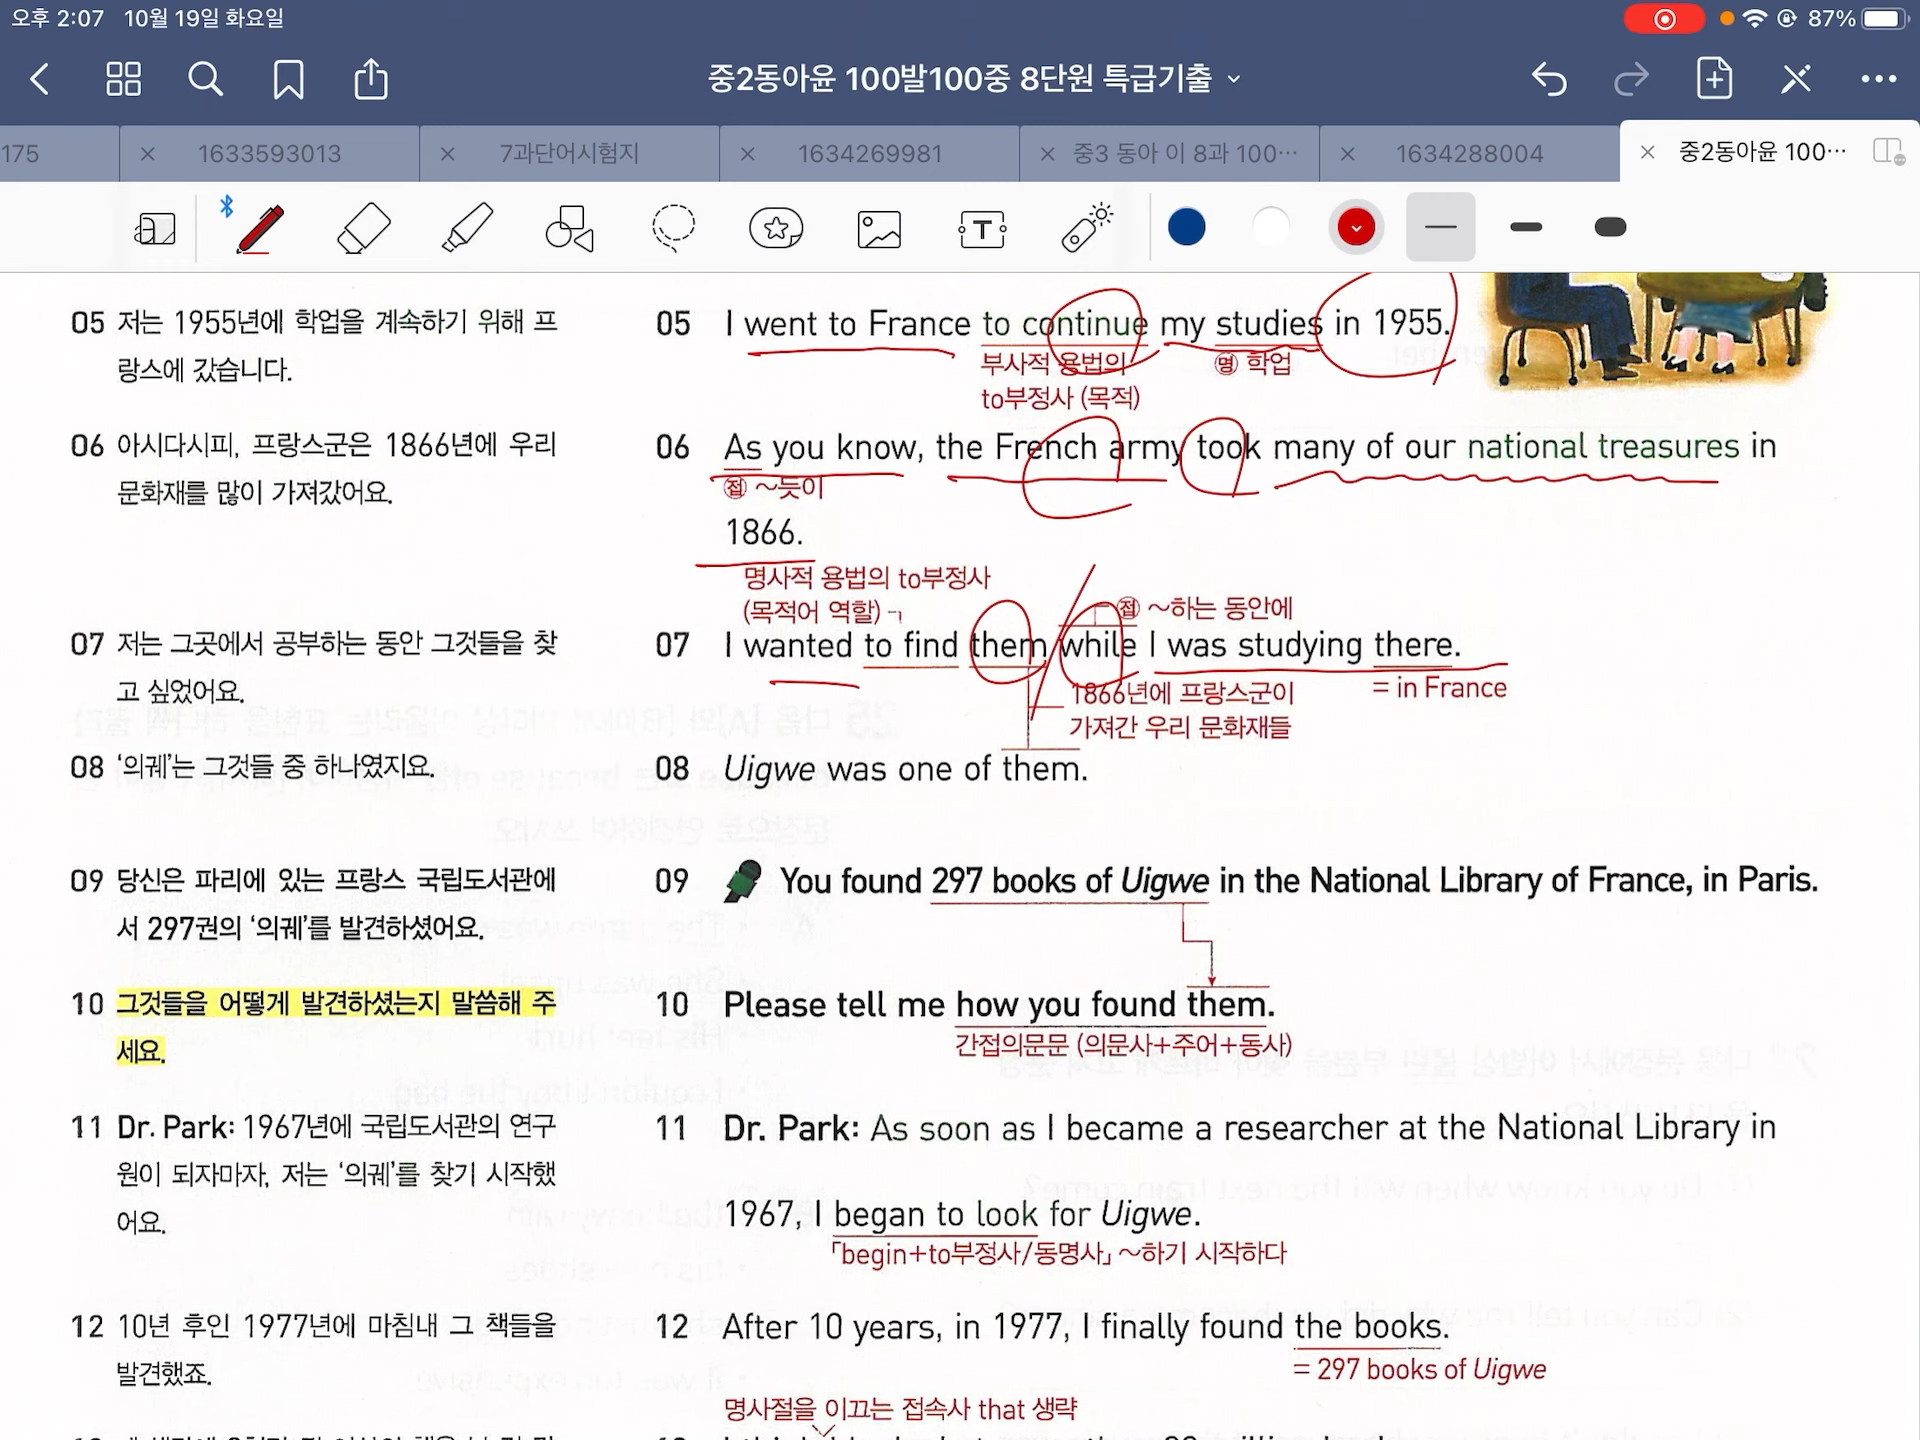 오후 2:07 10월 19일 화요일
87%
중2동아윤 100발100중 8단원 특급기출
175
1633593013
7과단어시험지
1634269981
중3 동아 이 8과 100…
1634288004
중2동아윤 100…
05 저는 1955년에 학업을 계속하기 위해 프
랑스에 갔습니다.
05 I went to France to continue my studies in 1955.
부사적 용법의
to부정사 (목적)
명 학업
06 아시다시피, 프랑스군은 1866년에 우리
문화재를 많이 가져갔어요.
06 As you know, the French army took many of our national treasures in
접 ~듯이
1866.
명사적 용법의 to부정사
(목적어 역할)
접 ~하는 동안에
07 저는 그곳에서 공부하는 동안 그것들을 찾
고 싶었어요.
07 I wanted to find them while I was studying there.
1866년에 프랑스군이
가져간 우리 문화재들
= in France
08 '의궤'는 그것들 중 하나였지요.
08 Uigwe was one of them.
09 당신은 파리에 있는 프랑스 국립도서관에
서 297권의 '의궤'를 발견하셨어요.
09 You found 297 books of Uigwe in the National Library of France, in Paris.
10 그것들을 어떻게 발견하셨는지 말씀해 주
세요.
10 Please tell me how you found them.
간접의문문 (의문사+주어+동사)
11 Dr. Park: 1967년에 국립도서관의 연구
원이 되자마자, 저는 '의궤'를 찾기 시작했
어요.
11 Dr. Park: As soon as I became a researcher at the National Library in
1967, I began to look for Uigwe.
「begin+to부정사/동명사」 ~하기 시작하다
12 10년 후인 1977년에 마침내 그 책들을
발견했죠.
12 After 10 years, in 1977, I finally found the books.
= 297 books of Uigwe
명사절을 이끄는 접속사 that 생략